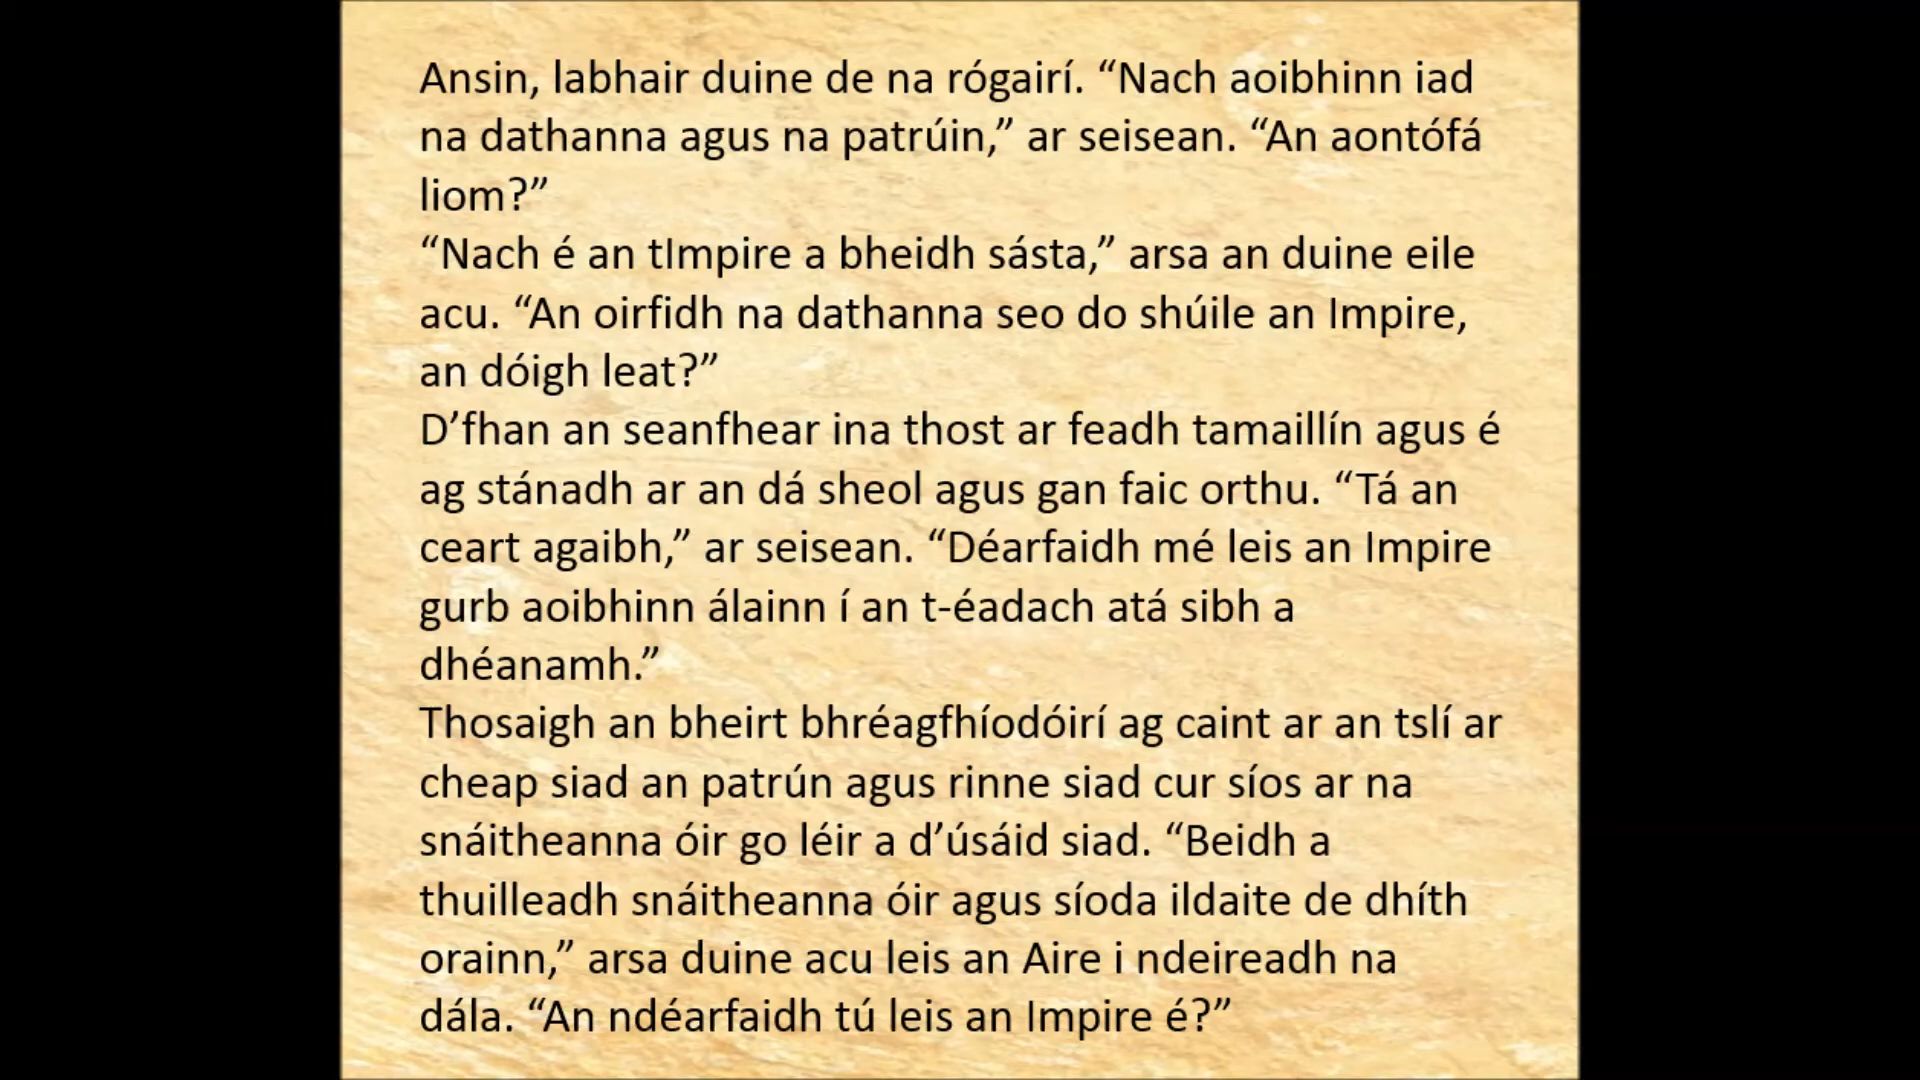 Ansin, labhair duine de na rógairí. “Nach aoibhinn iad
na dathanna agus na patrúin,” ar seisean. “An aontófá
liom?”
“Nach é an tImpire a bheidh sásta,” arsa an duine eile
acu. “An oirfidh na dathanna seo do shúile an Impire,
an dóigh leat?”
D’fhan an seanfhear ina thost ar feadh tamaillín agus é
ag stánadh ar an dá sheol agus gan faic orthu. “Tá an
ceart agaibh,” ar seisean. “Déarfaidh mé leis an Impire
gurb aoibhinn álainn í an t-éadach atá sibh a
dhéanamh.”
Thosaigh an bheirt bhréagfhíodóirí ag caint ar an tslí ar
cheap siad an patrún agus rinne siad cur síos ar na
snáitheanna óir go léir a d’úsáid siad. “Beidh a
thuilleadh snáitheanna óir agus síoda ildaite de dhíth
orainn,” arsa duine acu leis an Aire i ndeireadh na
dála. “An ndéarfaidh tú leis an Impire é?”